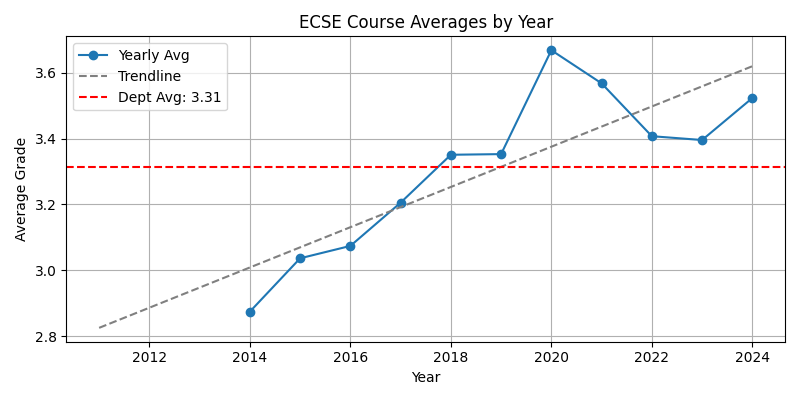 ECSE Course Averages by Year
Yearly Avg
Trendline
Dept Avg: 3.31
Average Grade
3.6
3.4
3.2
3.0
2.8
2012 2014 2016 2018 2020 2022 2024
Year